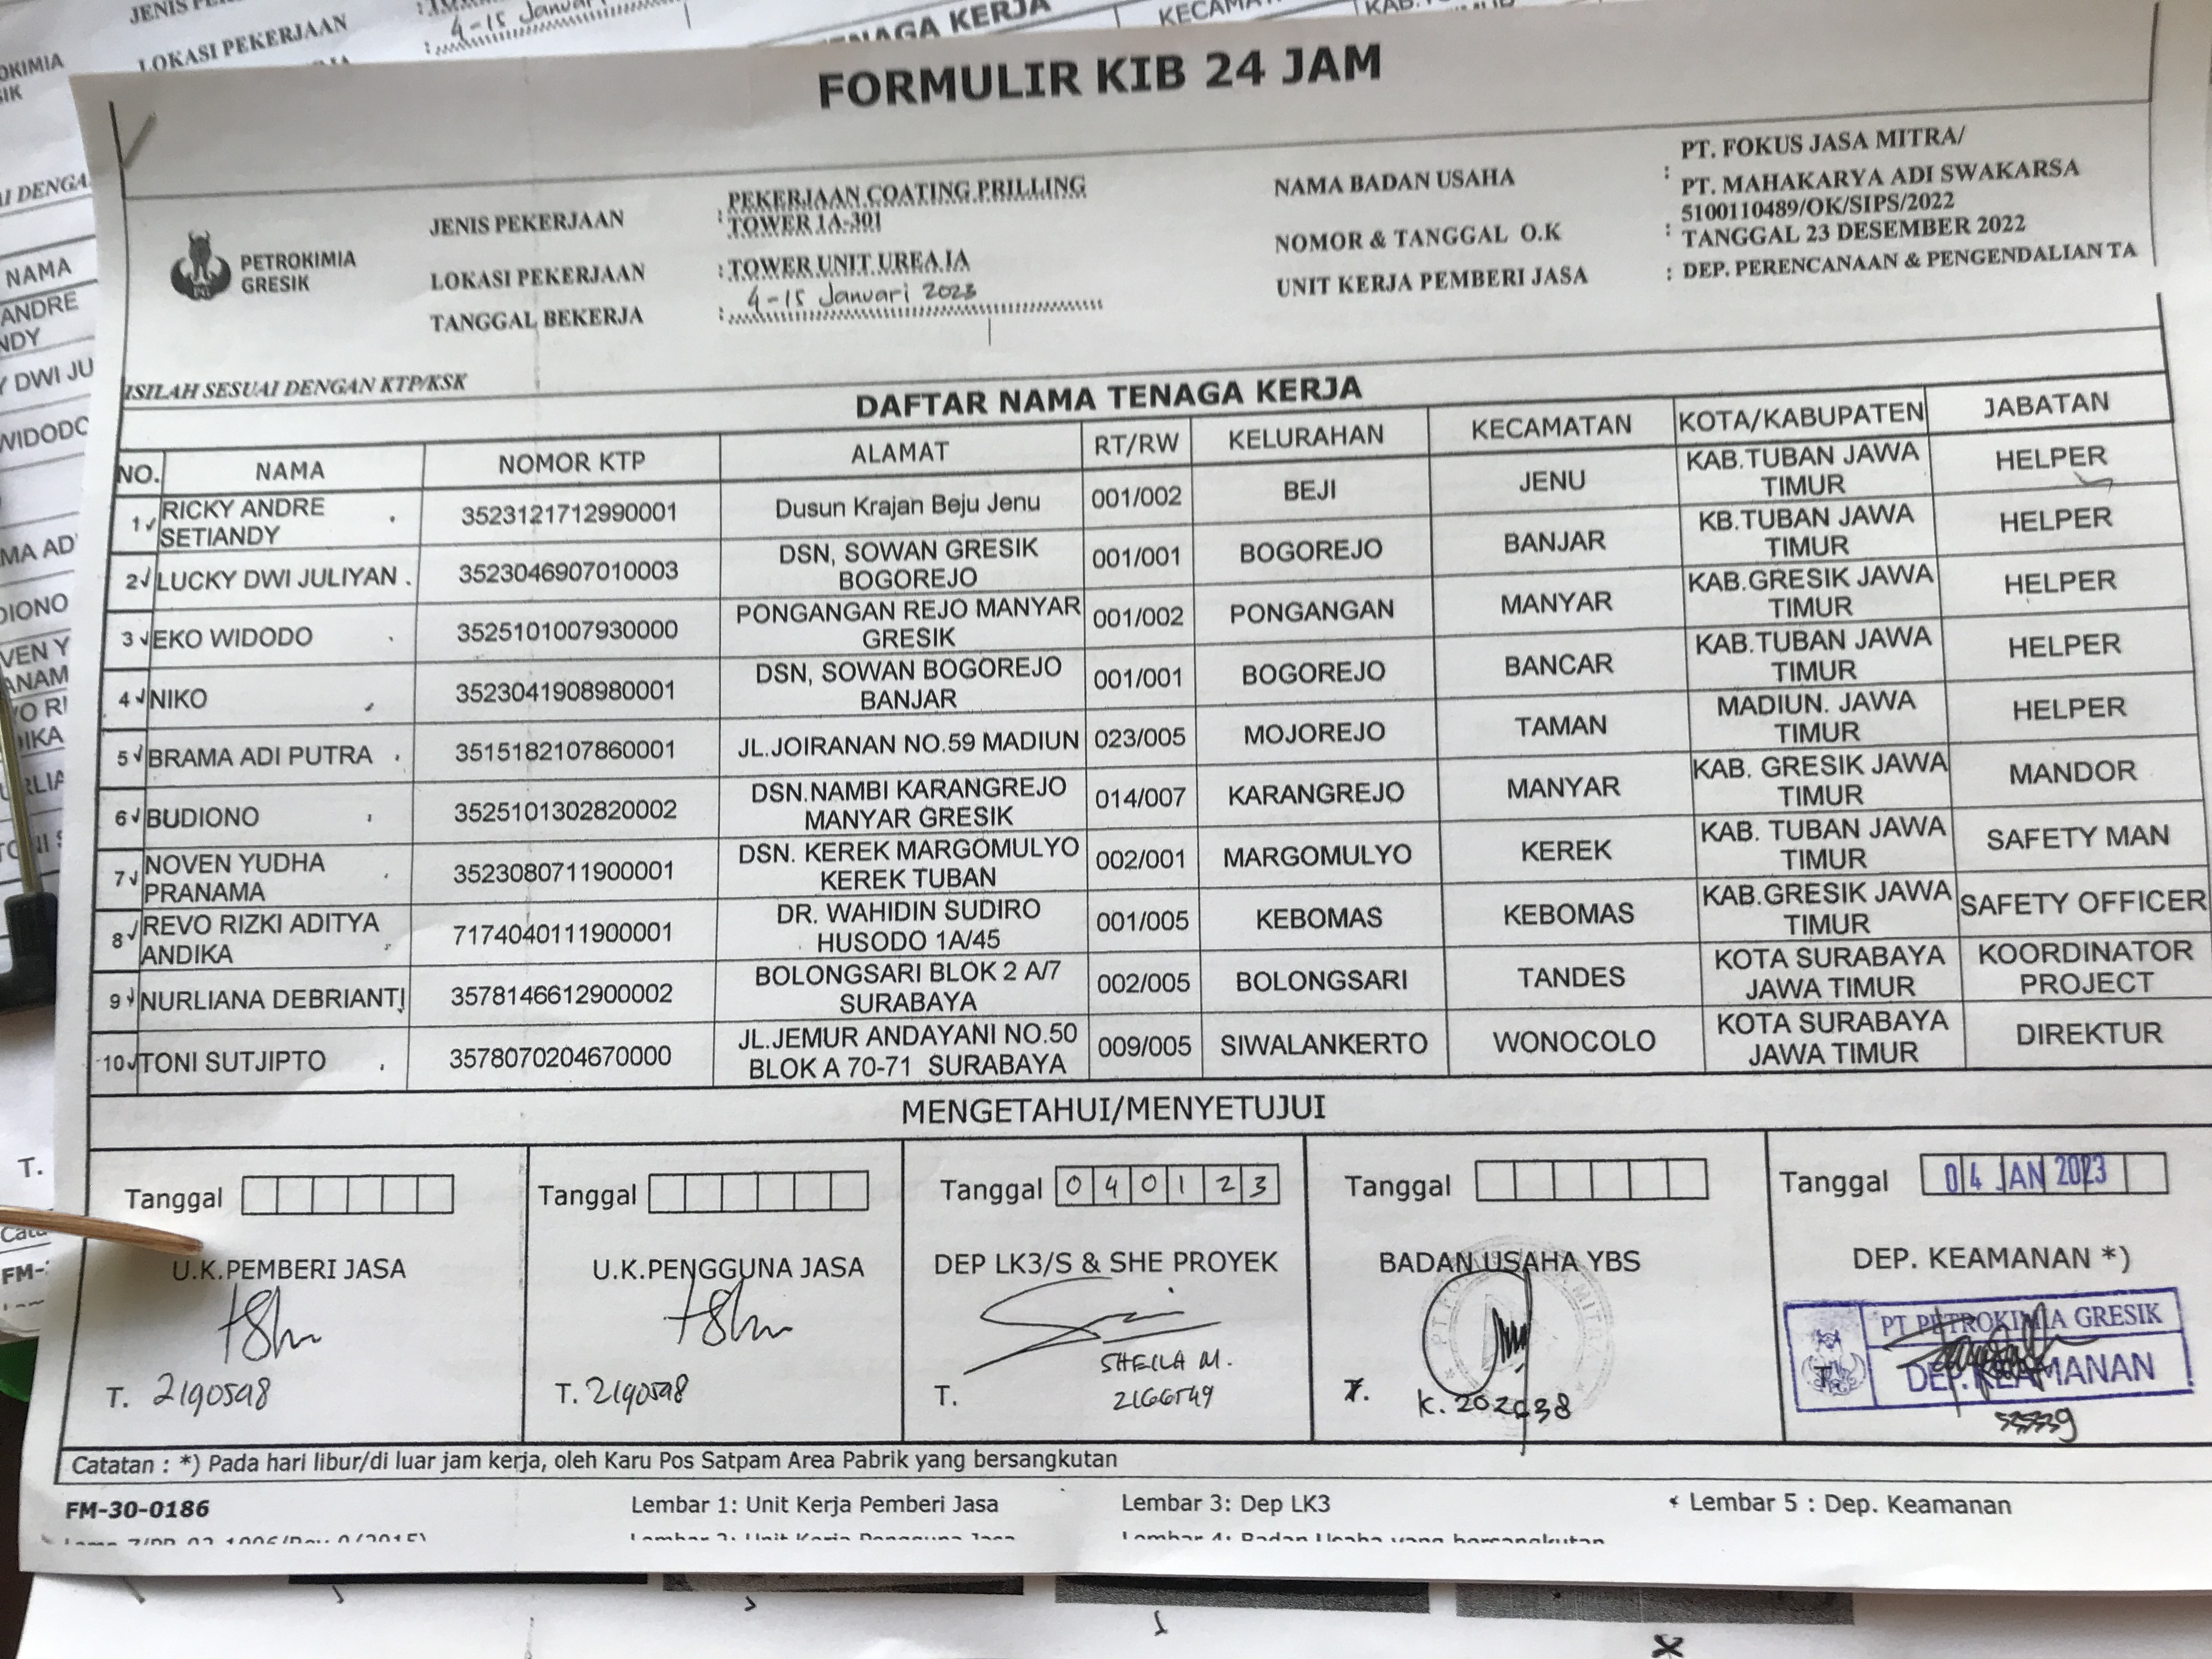 FORMULIR KIB 24 JAM
PETROKIMIA
GRESIK
JENIS PEKERJAAN : PEKERJAAN COATING PRILLING
TOWER 1A-301
LOKASI PEKERJAAN : TOWER UNIT UREA IA
TANGGAL BEKERJA : 4-15 Januari 2023
NAMA BADAN USAHA : PT. FOKUS JASA MITRA/
PT. MAHAKARYA ADI SWAKARSA
NOMOR & TANGGAL O.K : 5100110489/OK/SIPS/2022
TANGGAL 23 DESEMBER 2022
UNIT KERJA PEMBERI JASA : DEP. PERENCANAAN & PENGENDALIAN TA
ISILAH SESUAI DENGAN KTP/KSK
DAFTAR NAMA TENAGA KERJA
NO. NAMA NOMOR KTP ALAMAT RT/RW KELURAHAN KECAMATAN KOTA/KABUPATEN JABATAN
1 RICKY ANDRE SETIANDY 3523121712990001 Dusun Krajan Beju Jenu 001/002 BEJI JENU KAB.TUBAN JAWA TIMUR HELPER
2 LUCKY DWI JULIYAN 3523046907010003 DSN, SOWAN GRESIK BOGOREJO 001/001 BOGOREJO BANJAR KB.TUBAN JAWA TIMUR HELPER
3 EKO WIDODO 3525101007930000 PONGANGAN REJO MANYAR GRESIK 001/002 PONGANGAN MANYAR KAB.GRESIK JAWA TIMUR HELPER
4 NIKO 3523041908980001 DSN, SOWAN BOGOREJO BANJAR 001/001 BOGOREJO BANCAR KAB.TUBAN JAWA TIMUR HELPER
5 BRAMA ADI PUTRA 3515182107860001 JL.JOIRANAN NO.59 MADIUN 023/005 MOJOREJO TAMAN MADIUN. JAWA TIMUR HELPER
6 BUDIONO 3525101302820002 DSN.NAMBI KARANGREJO MANYAR GRESIK 014/007 KARANGREJO MANYAR KAB. GRESIK JAWA TIMUR MANDOR
7 NOVEN YUDHA PRANAMA 3523080711900001 DSN. KEREK MARGOMULYO KEREK TUBAN 002/001 MARGOMULYO KEREK KAB. TUBAN JAWA TIMUR SAFETY MAN
8 REVO RIZKI ADITYA ANDIKA 7174040111900001 DR. WAHIDIN SUDIRO HUSODO 1A/45 001/005 KEBOMAS KEBOMAS KAB.GRESIK JAWA TIMUR SAFETY OFFICER
9 NURLIANA DEBRIANTI 3578146612900002 BOLONGSARI BLOK 2 A/7 SURABAYA 002/005 BOLONGSARI TANDES KOTA SURABAYA JAWA TIMUR KOORDINATOR PROJECT
10 TONI SUTJIPTO 3578070204670000 JL.JEMUR ANDAYANI NO.50 BLOK A 70-71 SURABAYA 009/005 SIWALANKERTO WONOCOLO KOTA SURABAYA JAWA TIMUR DIREKTUR
MENGETAHUI/MENYETUJUI
Tanggal Tanggal Tanggal 040123 Tanggal Tanggal 04 JAN 2023
U.K.PEMBERI JASA U.K.PENGGUNA JASA DEP LK3/S & SHE PROYEK BADAN USAHA YBS DEP. KEAMANAN *)
PT PETROKIMIA GRESIK
DEP. KEAMANAN
SHEILA M.
T. 2190598 T. 2190598 T. 2166549 K. 202038
Catatan : *) Pada hari libur/di luar jam kerja, oleh Karu Pos Satpam Area Pabrik yang bersangkutan
FM-30-0186 Lembar 1: Unit Kerja Pemberi Jasa Lembar 3: Dep LK3 Lembar 5 : Dep. Keamanan